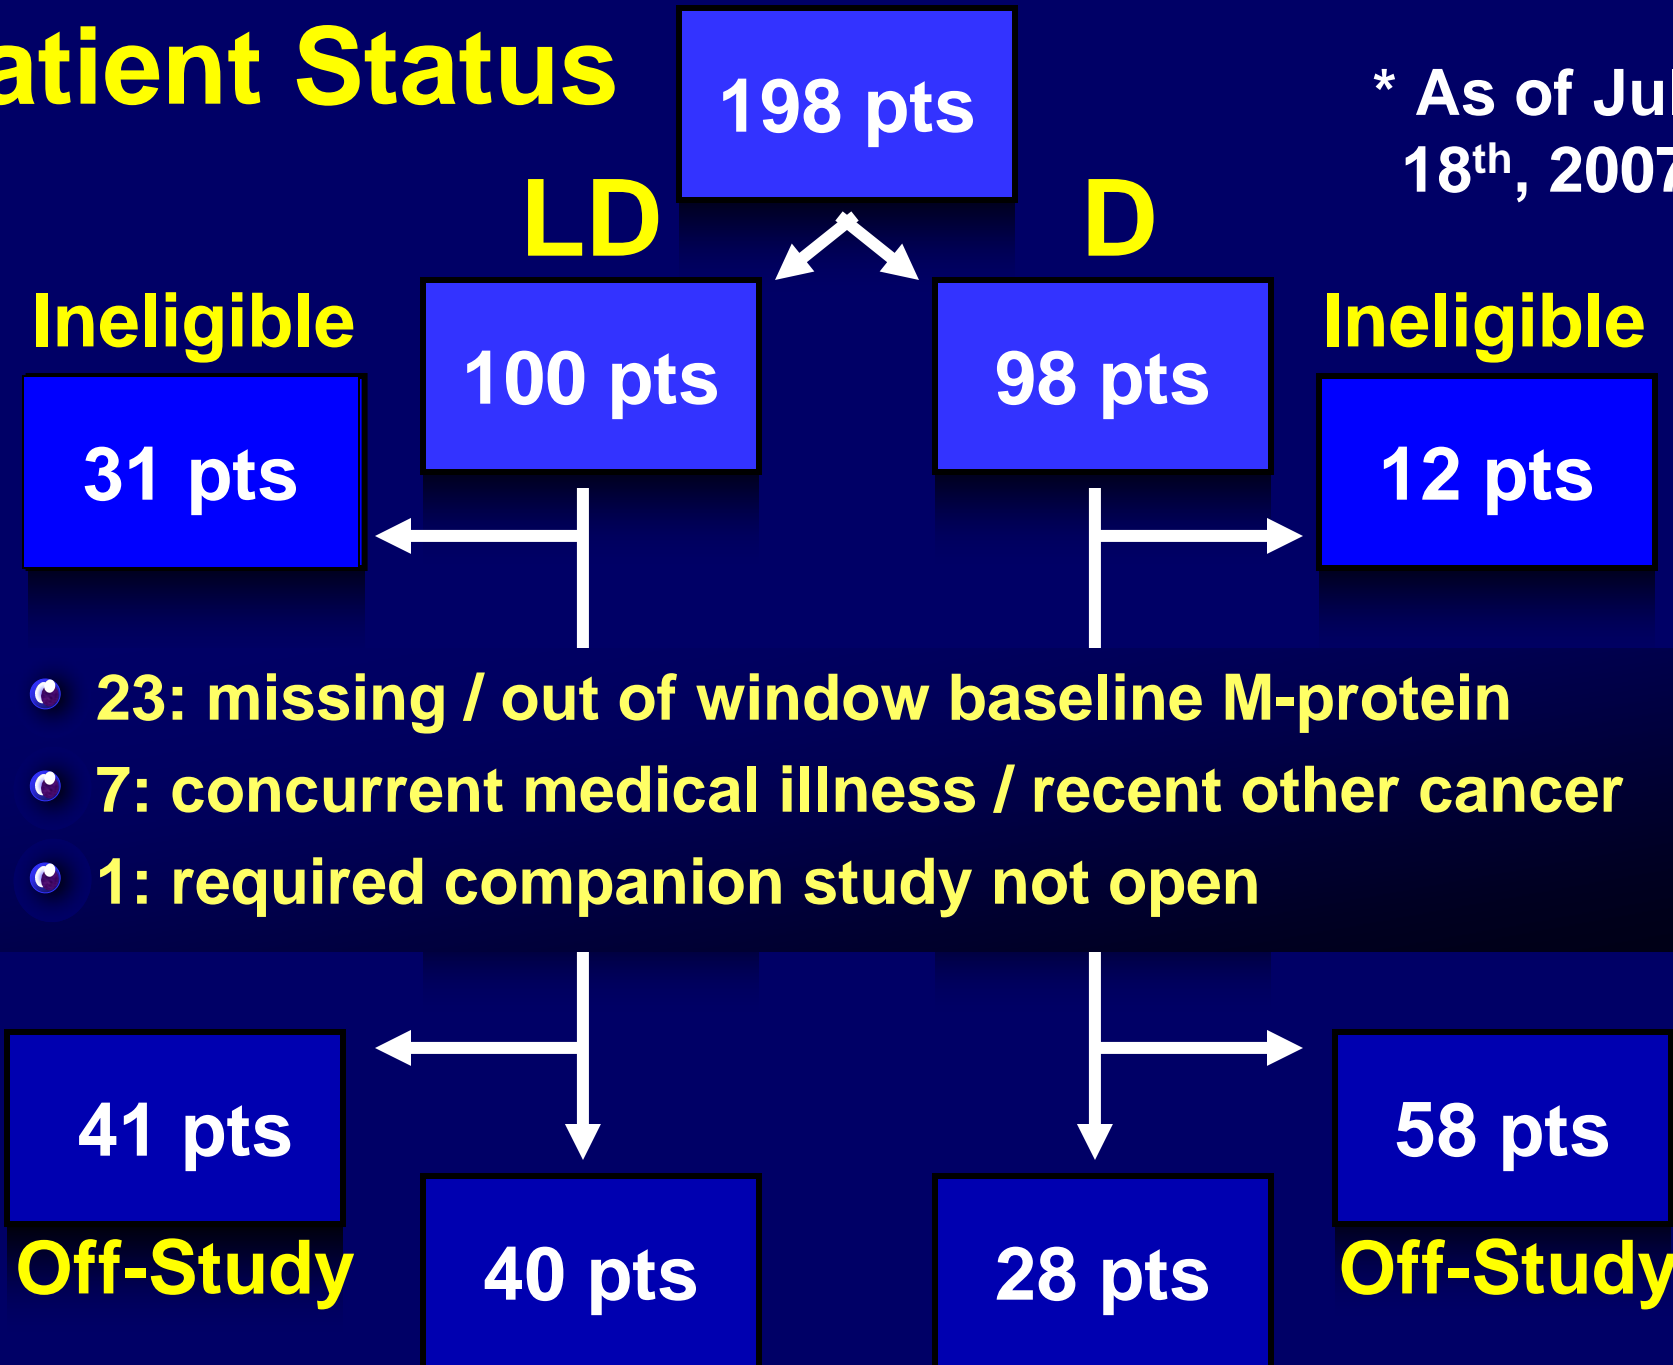 atient Status
198 pts
* As of Jul
18th, 2007
LD
D
Ineligible
100 pts
98 pts
Ineligible
31 pts
12 pts
23: missing / out of window baseline M-protein
7: concurrent medical illness / recent other cancer
1: required companion study not open
41 pts
58 pts
Off-Study
40 pts
28 pts
Off-Study